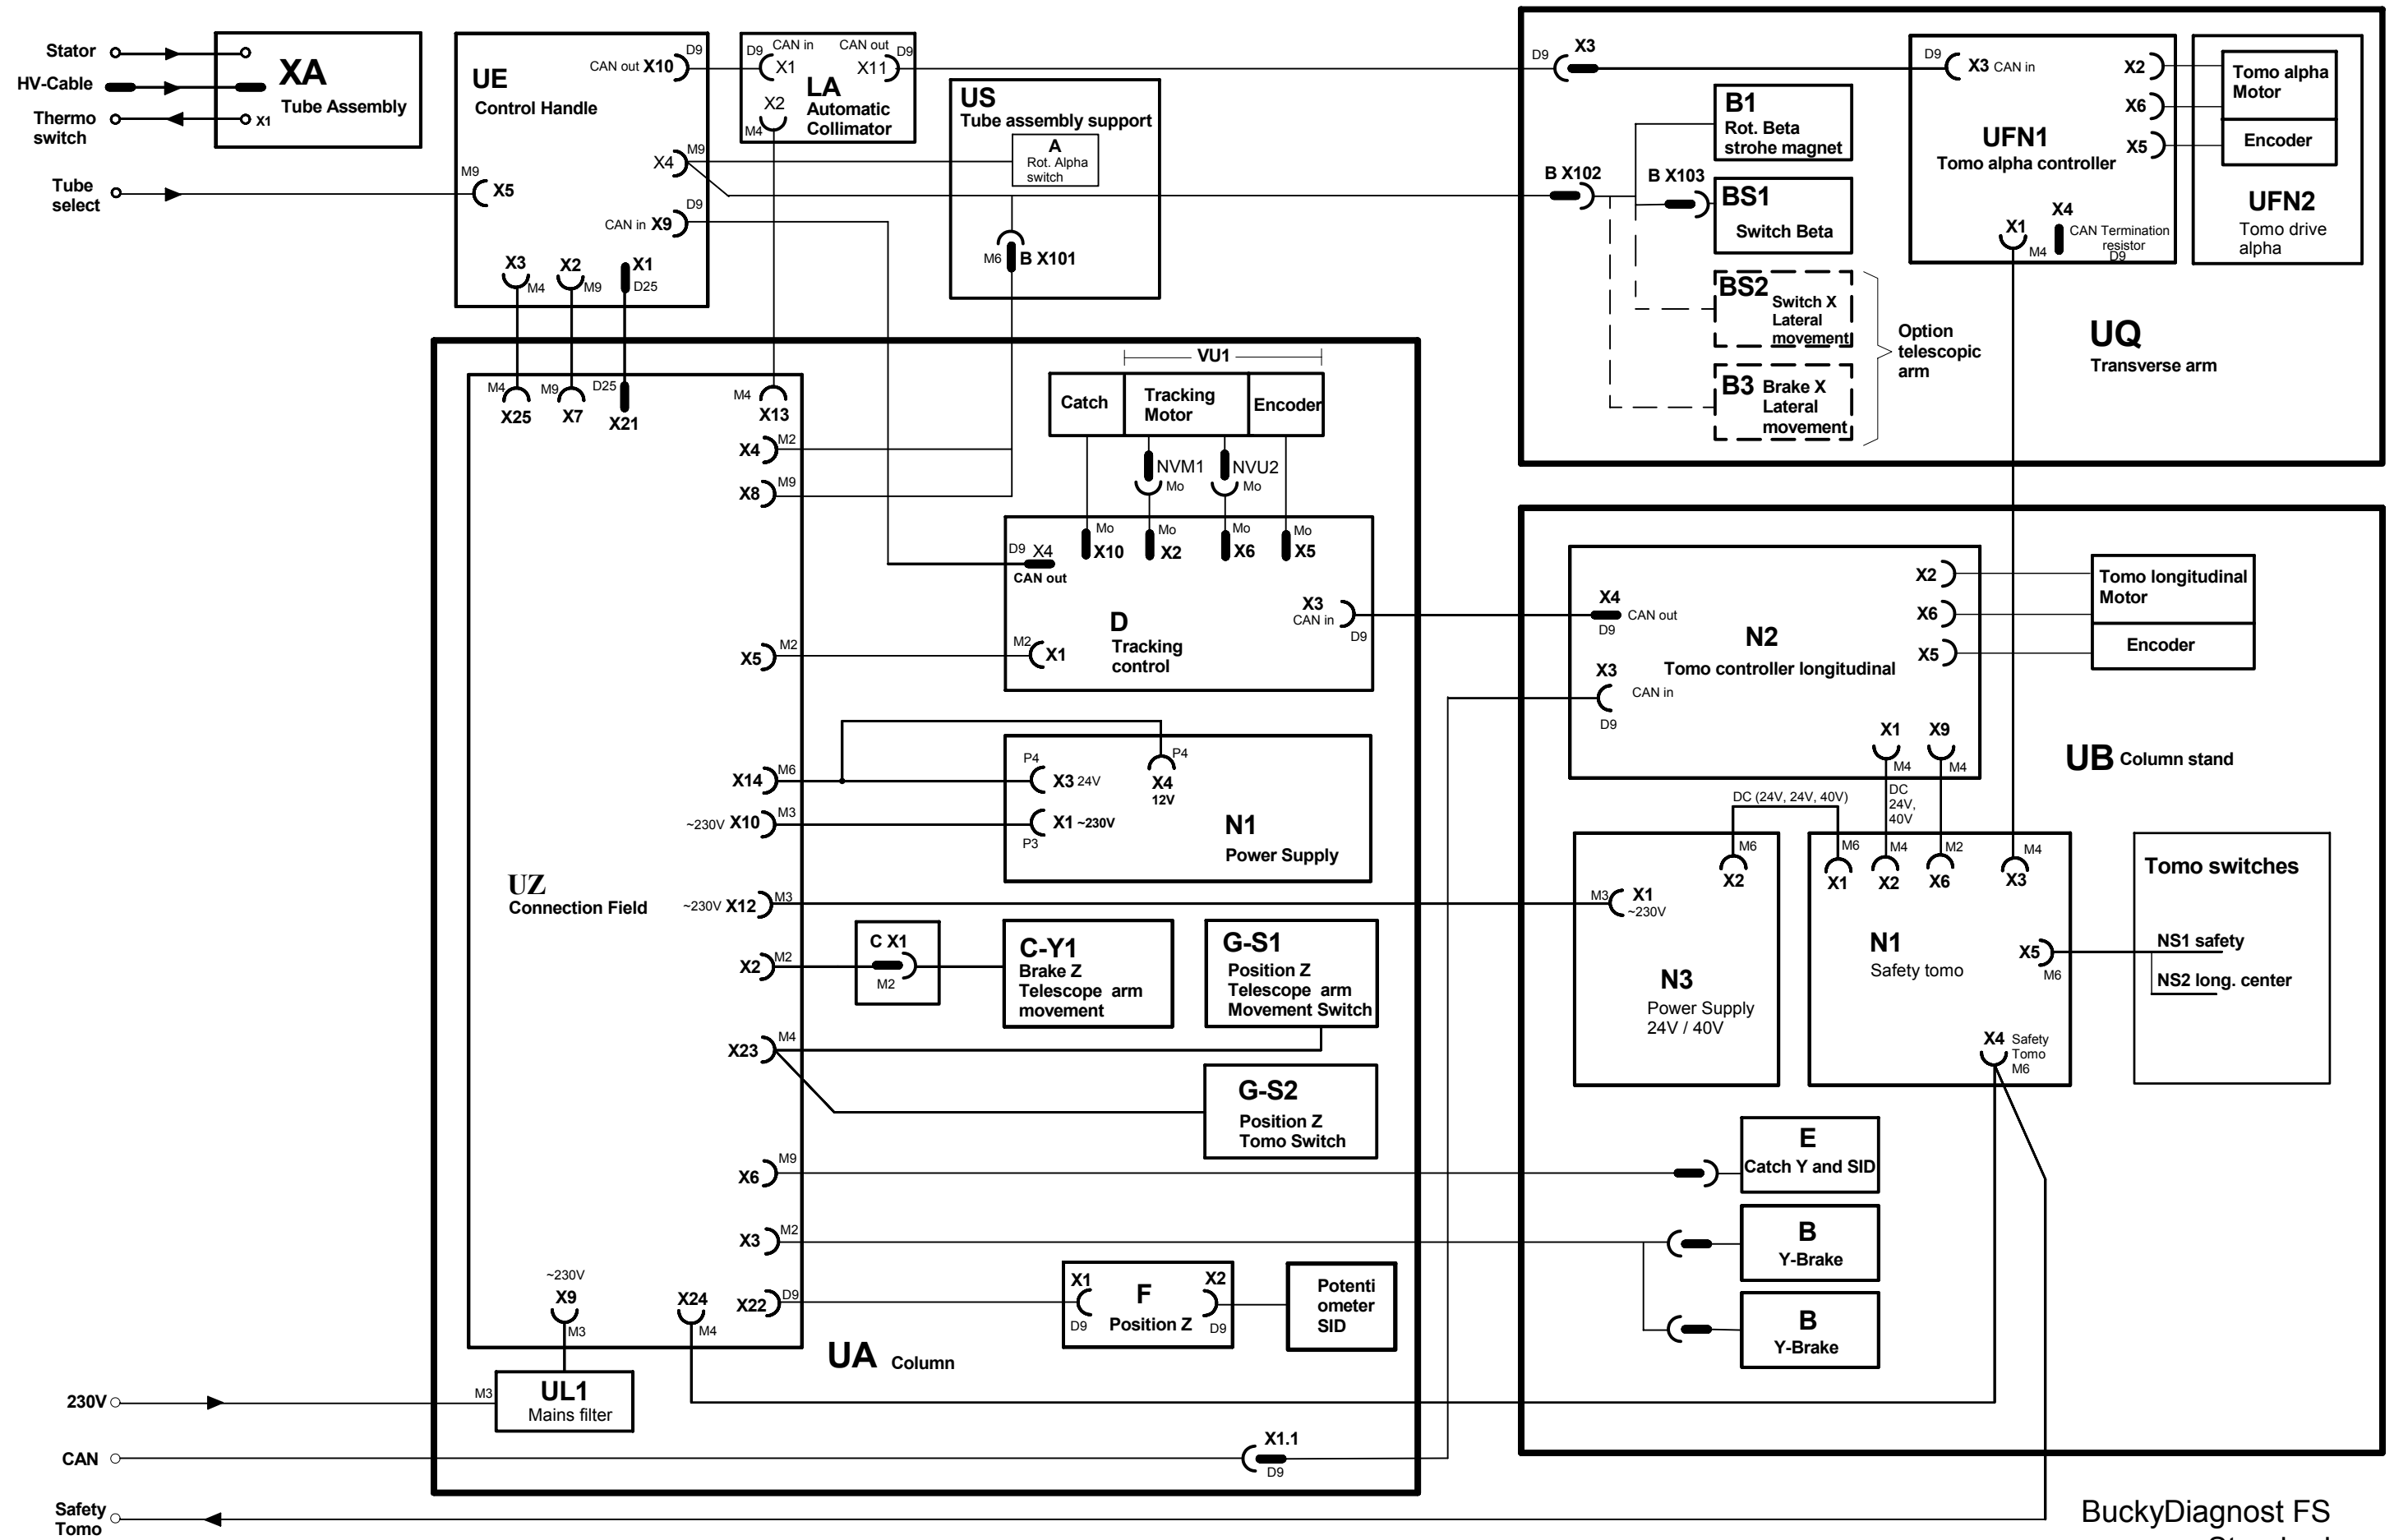 Stator
HV-Cable
Thermo
switch
Tube
select
XA
Tube Assembly
X1
UE
Control Handle
CAN out X10
D9
M9
X5
X4
M9
CAN in X9
D9
X3
M4
X2
M9
X1
D25
D9
CAN in
X1
CAN out
D9
X11
LA
Automatic
Collimator
X2
M4
US
Tube assembly support
A
Rot. Alpha
switch
M6
B X101
D9
X3
B1
Rot. Beta
strohe magnet
B X102
B X103
BS1
Switch Beta
BS2
Switch X
Lateral
movement
B3
Brake X
Lateral
movement
Option
telescopic
arm
D9
X3 CAN in
UFN1
Tomo alpha controller
X2
X6
X5
X1
M4
X4
CAN Termination
resistor
D9
Tomo alpha
Motor
Encoder
UFN2
Tomo drive
alpha
UQ
Transverse arm
M4
X25
M9
X7
D25
X21
M4
X13
X4
M2
X8
M9
VU1
Catch
Tracking
Motor
Encoder
NVM1
Mo
NVU2
Mo
Mo
X10
Mo
X2
Mo
X6
Mo
X5
D9 X4
CAN out
X3
CAN in
D9
D
Tracking
control
M2
X1
X5
M2
X14
M6
P4
X3 24V
P4
X4
12V
~230V X10
M3
X1 ~230V
P3
N1
Power Supply
UZ
Connection Field
~230V X12
M3
X2
M2
C X1
M2
C-Y1
Brake Z
Telescope arm
movement
G-S1
Position Z
Telescope arm
Movement Switch
X23
M4
G-S2
Position Z
Tomo Switch
X6
M9
X3
M2
X22
D9
X1
D9
F
Position Z
X2
D9
Potenti
ometer
SID
~230V
X9
M3
X24
M4
UA Column
M3
UL1
Mains filter
230V
CAN
X1.1
D9
Safety
Tomo
X4
CAN out
D9
X3
CAN in
D9
N2
Tomo controller longitudinal
X2
X6
X5
X1
M4
X9
M4
Tomo longitudinal
Motor
Encoder
UB Column stand
DC (24V, 24V, 40V)
DC
24V,
40V
M6
X2
M3
X1
~230V
N3
Power Supply
24V / 40V
M6
X1
M4
X2
M2
X6
M4
X3
N1
Safety tomo
X5
M6
X4 Safety
Tomo
M6
Tomo switches
NS1 safety
NS2 long. center
E
Catch Y and SID
B
Y-Brake
B
Y-Brake
BuckyDiagnost FS